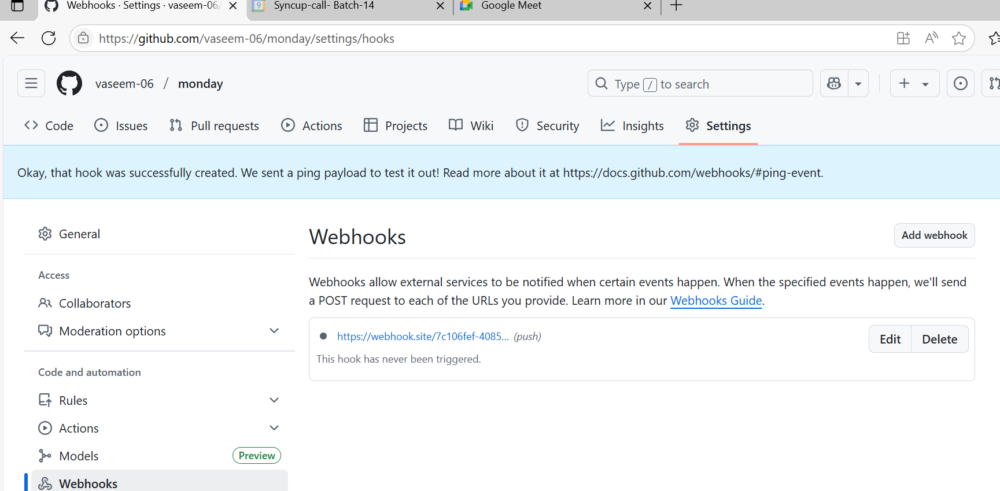 Webhooks · Settings · vaseem-06/
Syncup-call- Batch-14
Google Meet
https://github.com/vaseem-06/monday/settings/hooks
vaseem-06 / monday
Type / to search
Code
Issues
Pull requests
Actions
Projects
Wiki
Security
Insights
Settings
Okay, that hook was successfully created. We sent a ping payload to test it out! Read more about it at https://docs.github.com/webhooks/#ping-event.
General
Access
Collaborators
Moderation options
Code and automation
Rules
Actions
Models Preview
Webhooks
Webhooks
Add webhook
Webhooks allow external services to be notified when certain events happen. When the specified events happen, we'll send
a POST request to each of the URLs you provide. Learn more in our Webhooks Guide.
https://webhook.site/7c106fef-4085... (push)
Edit Delete
This hook has never been triggered.